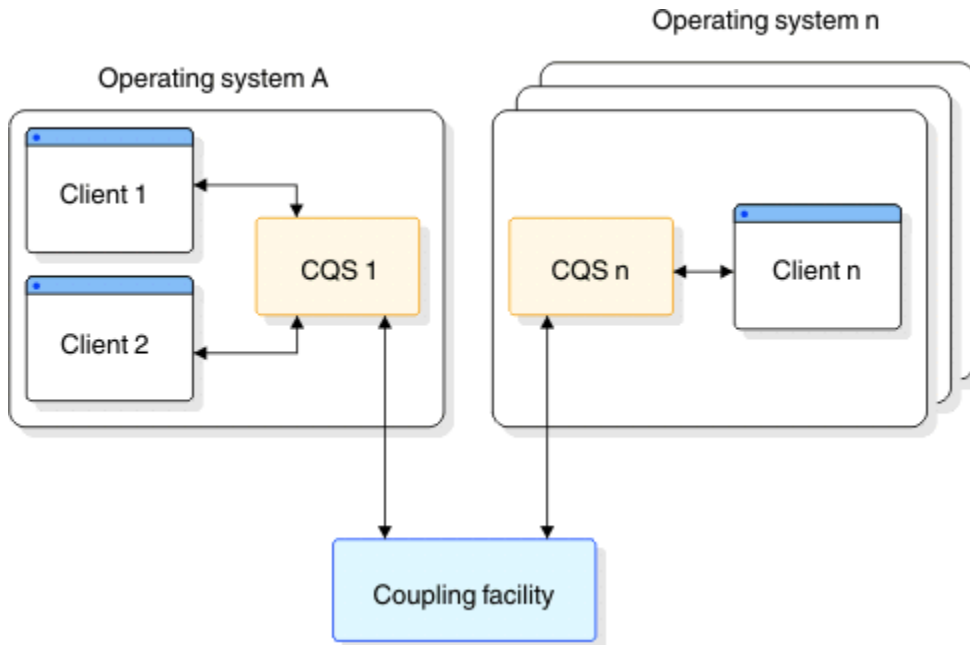 Operating system n
Operating system A
Client 1
CQS 1
Client 2
CQS n
Client n
Coupling facility